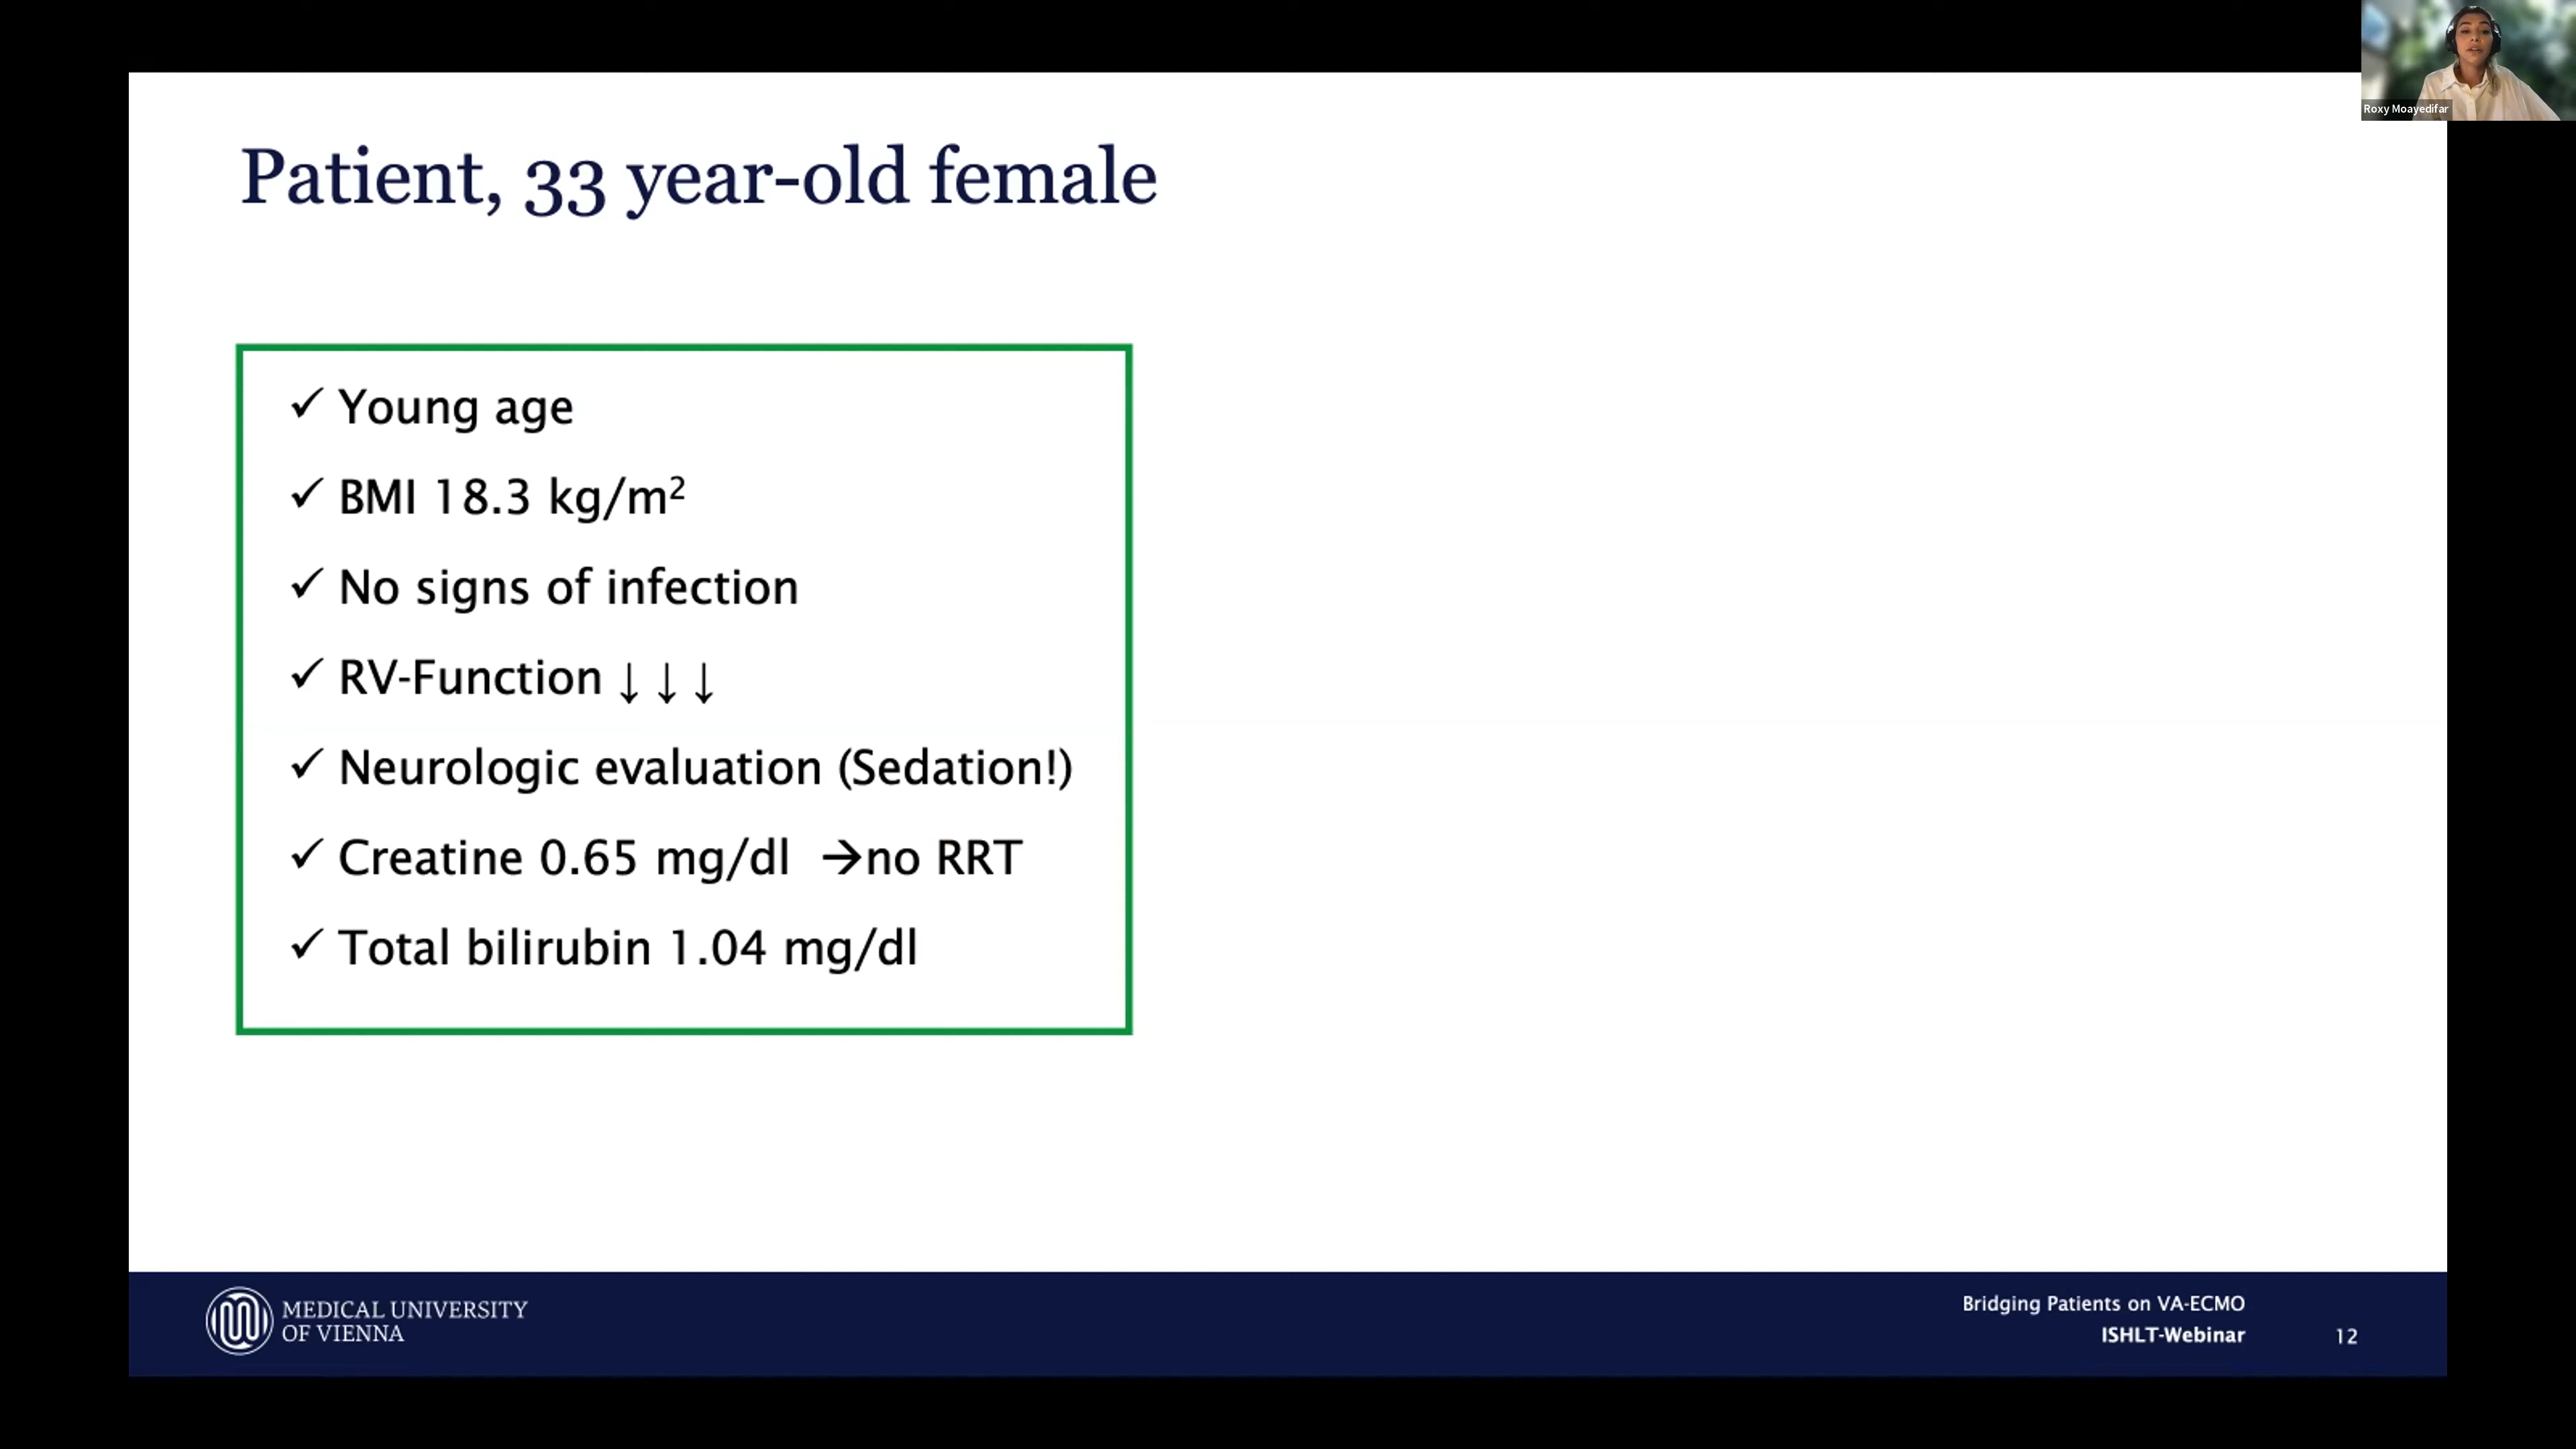 Roxy Moayedifar
Patient, 33 year-old female
✓ Young age
✓ BMI 18.3 kg/m²
✓ No signs of infection
✓ RV-Function ↓ ↓ ↓
✓ Neurologic evaluation (Sedation!)
✓ Creatine 0.65 mg/dl →no RRT
✓ Total bilirubin 1.04 mg/dl
MEDICAL UNIVERSITY
OF VIENNA
Bridging Patients on VA-ECMO
ISHLT-Webinar
12